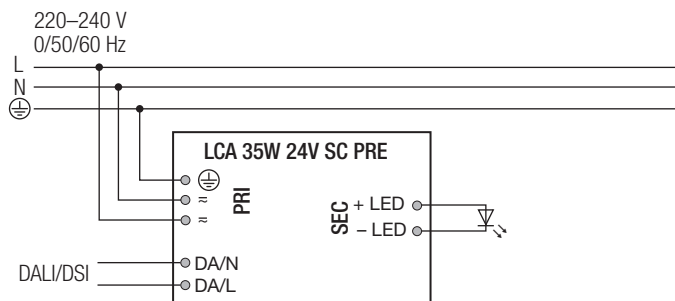 220–240 V
0/50/60 Hz
L
N
LCA 35W 24V SC PRE
PRI
≂
≂
SEC
+ LED
– LED
DALI/DSI
DA/N
DA/L